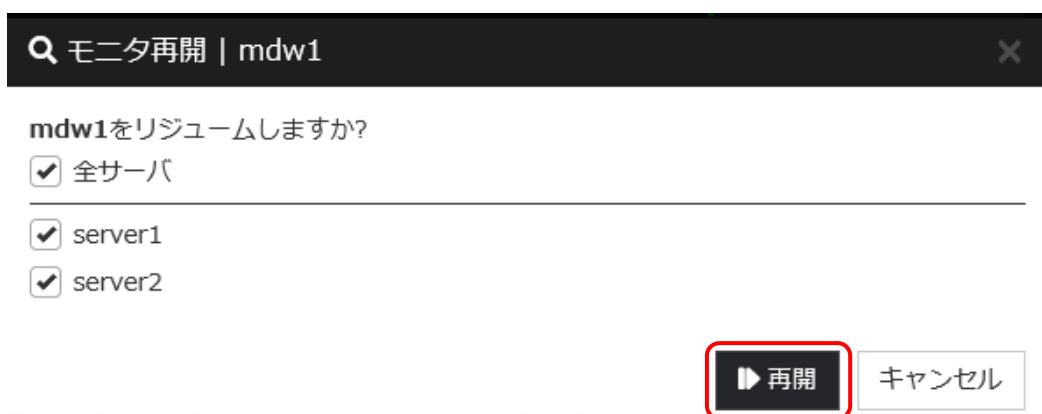 モニタ再開 | mdw1
mdw1をリジュームしますか?
全サーバ
server1
server2
再開
キャンセル